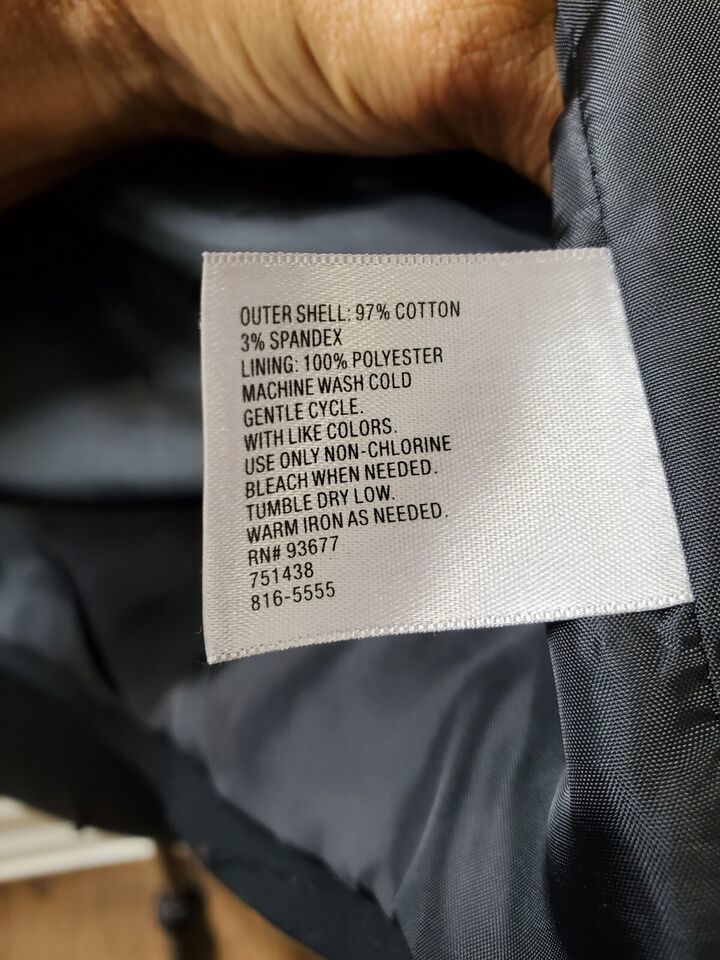 OUTER SHELL: 97% COTTON
3% SPANDEX
LINING: 100% POLYESTER
MACHINE WASH COLD
GENTLE CYCLE.
WITH LIKE COLORS.
USE ONLY NON-CHLORINE
BLEACH WHEN NEEDED.
TUMBLE DRY LOW.
WARM IRON AS NEEDED.
RN# 93677
751438
816-5555